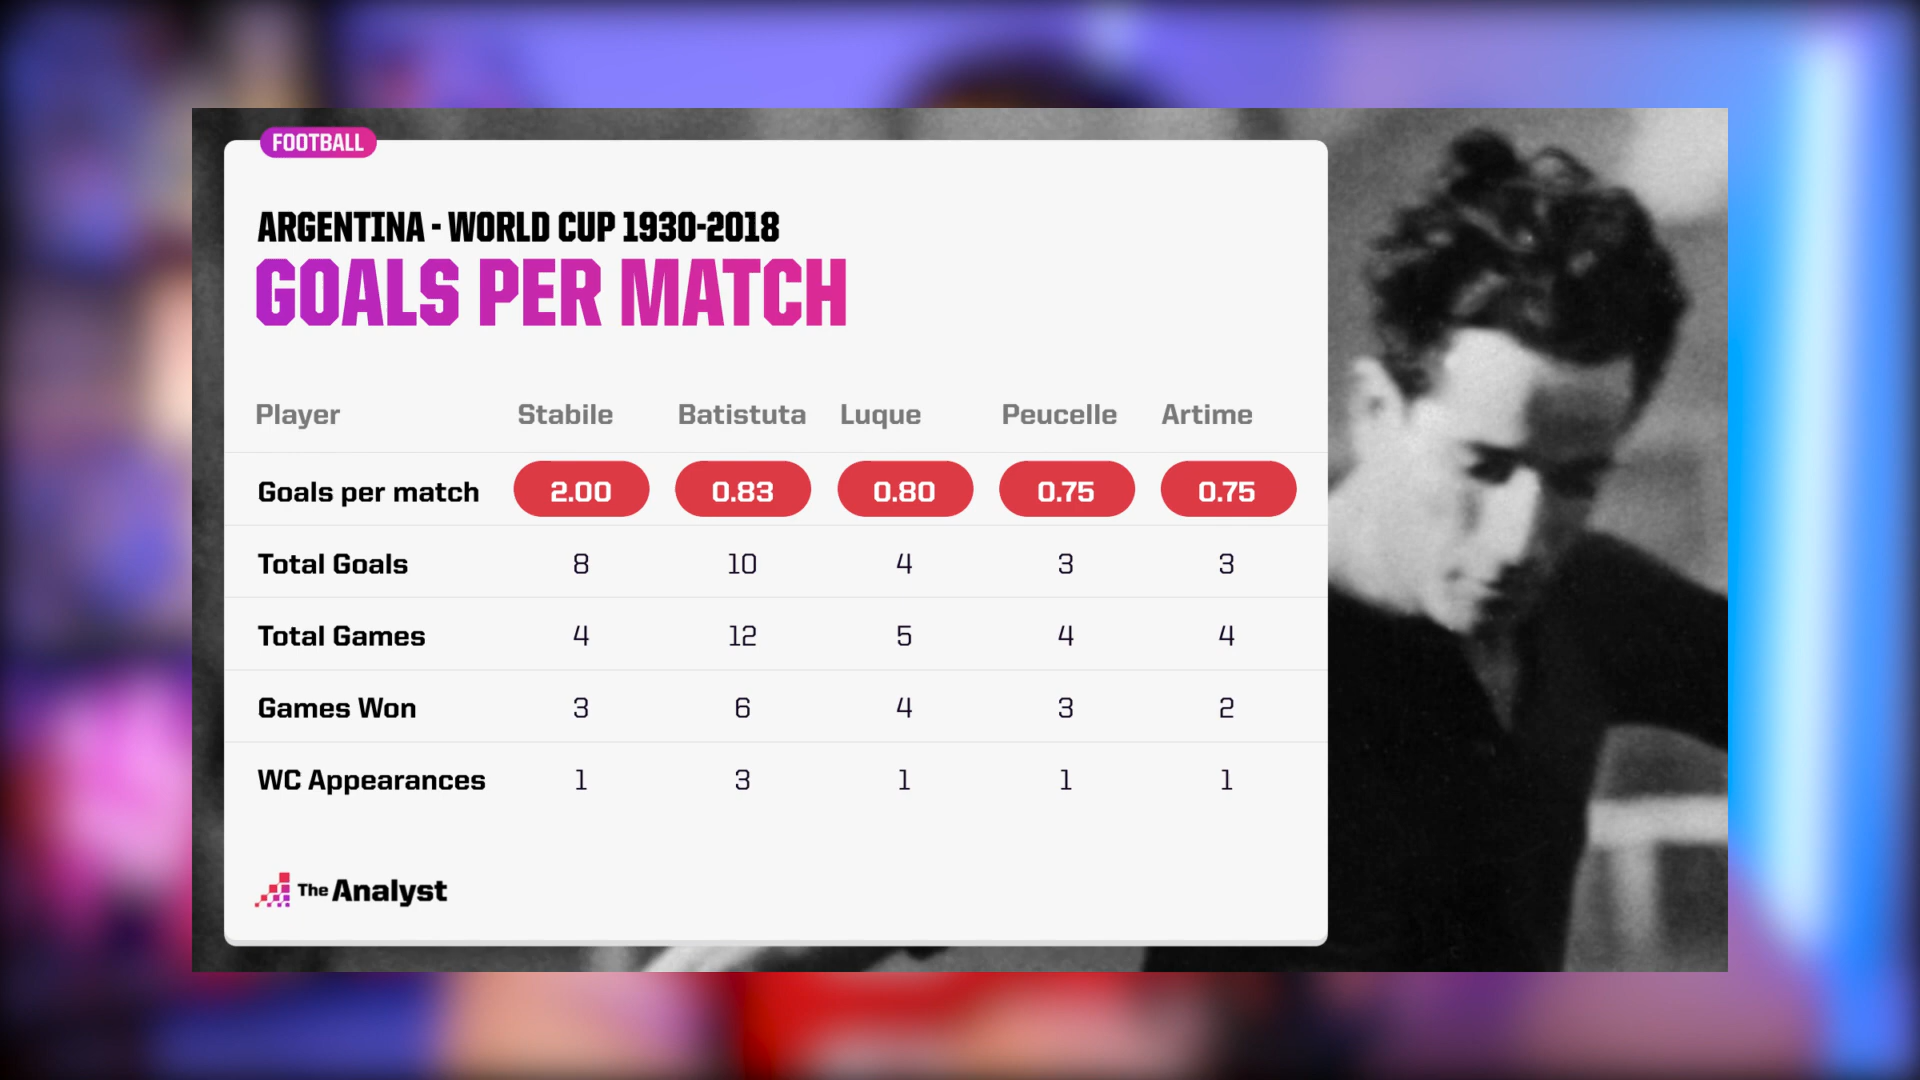 FOOTBALL
ARGENTINA - WORLD CUP 1930-2018
GOALS PER MATCH
Player Stabile Batistuta Luque Peucelle Artime
Goals per match 2.00 0.83 0.80 0.75 0.75
Total Goals 8 10 4 3 3
Total Games 4 12 5 4 4
Games Won 3 6 4 3 2
WC Appearances 1 3 1 1 1
The Analyst